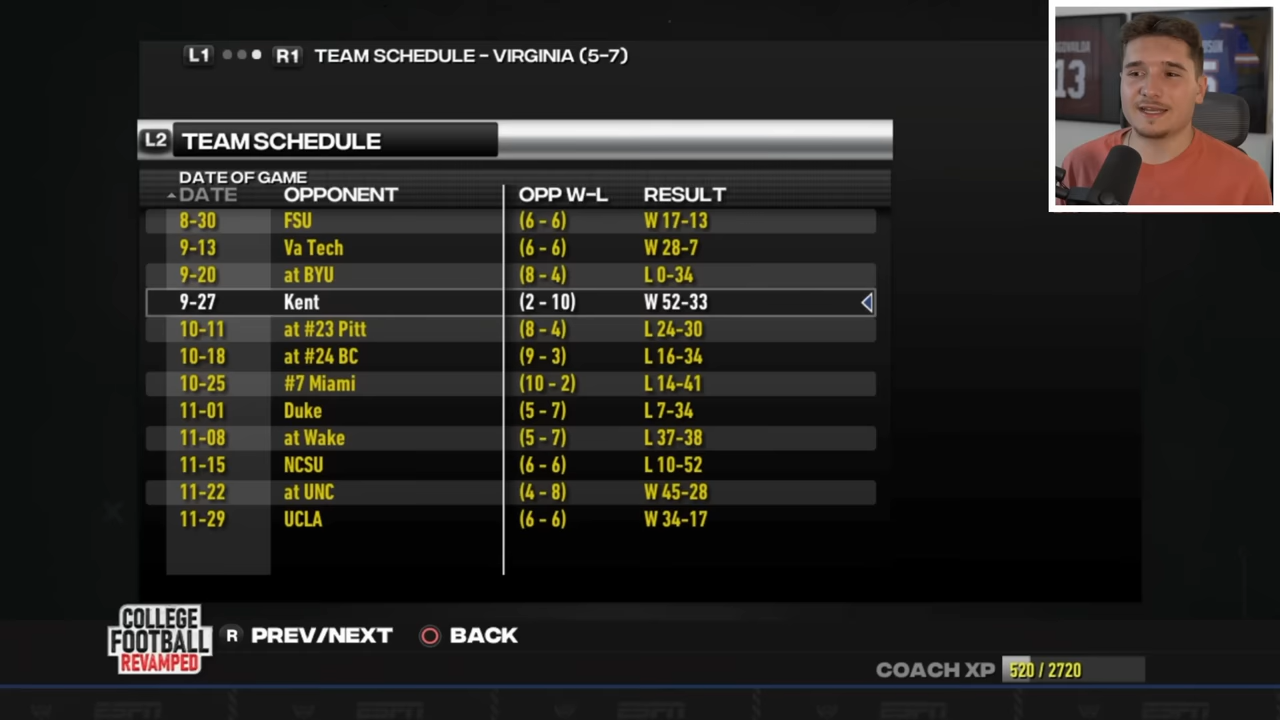 L1 R1 TEAM SCHEDULE - VIRGINIA (5-7)
L2 TEAM SCHEDULE
DATE OF GAME
DATE OPPONENT OPP W-L RESULT
8-30 FSU (6 - 6) W 17-13
9-13 Va Tech (6 - 6) W 28-7
9-20 at BYU (8 - 4) L 0-34
9-27 Kent (2 - 10) W 52-33
10-11 at #23 Pitt (8 - 4) L 24-30
10-18 at #24 BC (9 - 3) L 16-34
10-25 #7 Miami (10 - 2) L 14-41
11-01 Duke (5 - 7) L 7-34
11-08 at Wake (5 - 7) L 37-38
11-15 NCSU (6 - 6) L 10-52
11-22 at UNC (4 - 8) W 45-28
11-29 UCLA (6 - 6) W 34-17
COLLEGE
FOOTBALL
REVAMPED
R PREV/NEXT BACK
COACH XP 520 / 2720
13